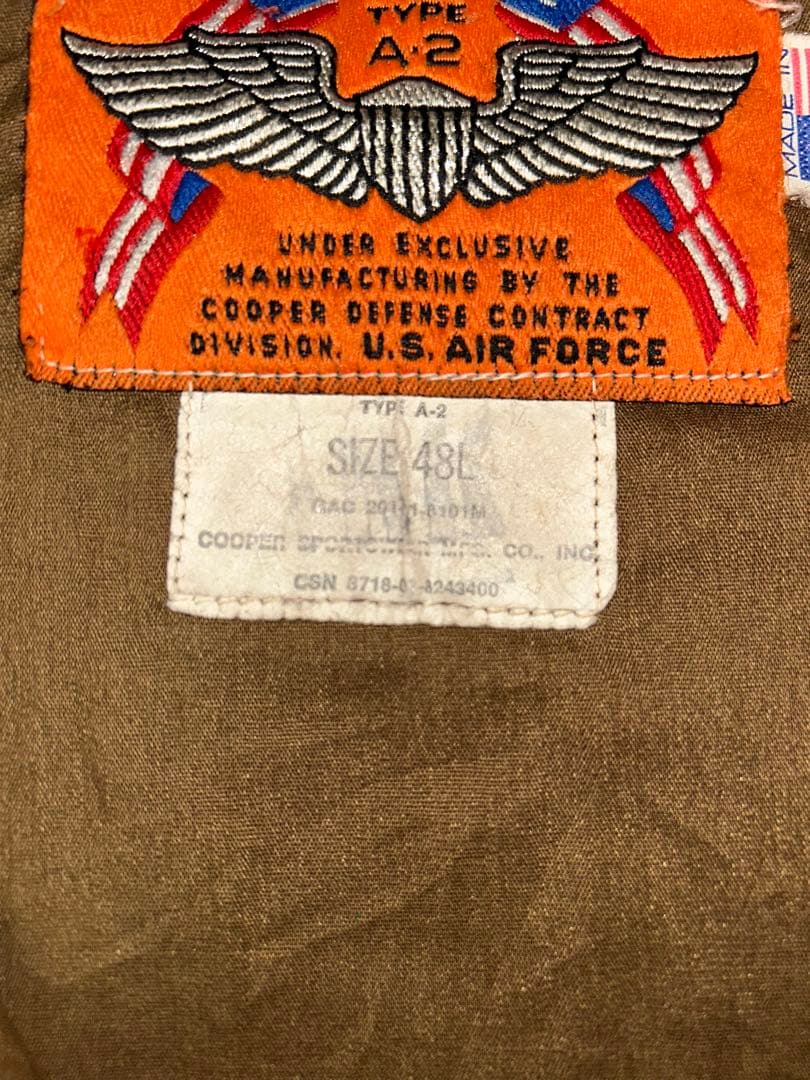 TYPE
A-2
MADE IN
UNDER EXCLUSIVE
MANUFACTURING BY THE
COOPER DEFENSE CONTRACT
DIVISION. U.S. AIR FORCE
TYPE A-2
SIZE 48L
COOPER SPORTSWEAR MFG. CO., INC.
CSN